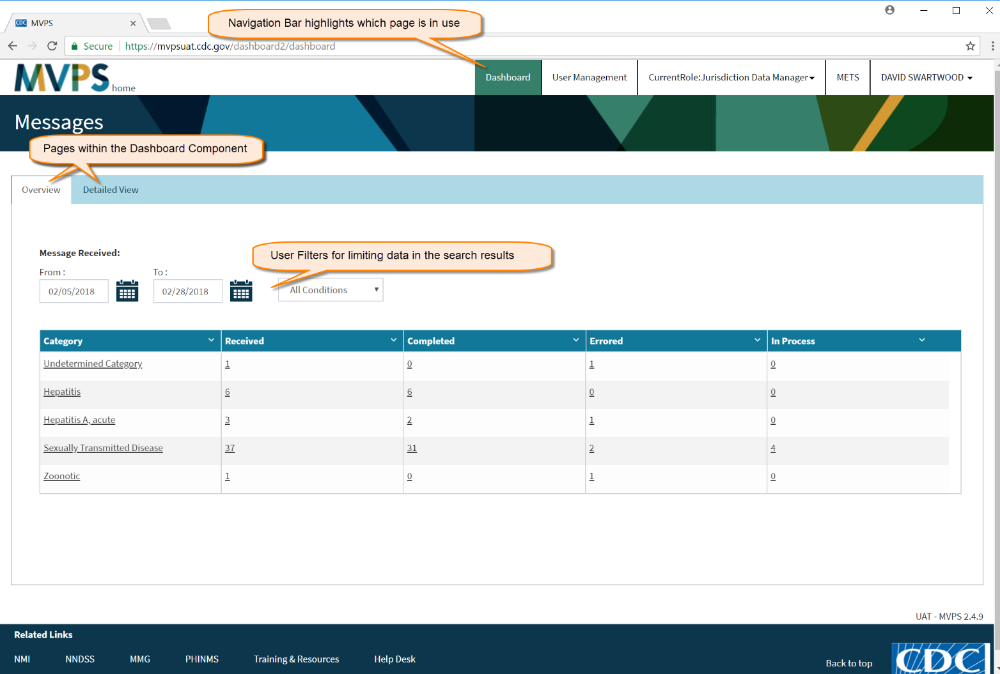 CDC MVPS
Navigation Bar highlights which page is in use
Secure https://mvpsuat.cdc.gov/dashboard2/dashboard
MVPS home
Dashboard User Management CurrentRole:Jurisdiction Data Manager METS DAVID SWARTWOOD
Messages
Pages within the Dashboard Component
Overview Detailed View
Message Received:
User Filters for limiting data in the search results
From : To :
02/05/2018 02/28/2018 All Conditions
Category Received Completed Errored In Process
Undetermined Category 1 0 1 0
Hepatitis 6 6 0 0
Hepatitis A, acute 3 2 1 0
Sexually Transmitted Disease 37 31 2 4
Zoonotic 1 0 1 0
UAT - MVPS 2.4.9
Related Links
NMI NNDSS MMG PHINMS Training & Resources Help Desk
Back to top CDC